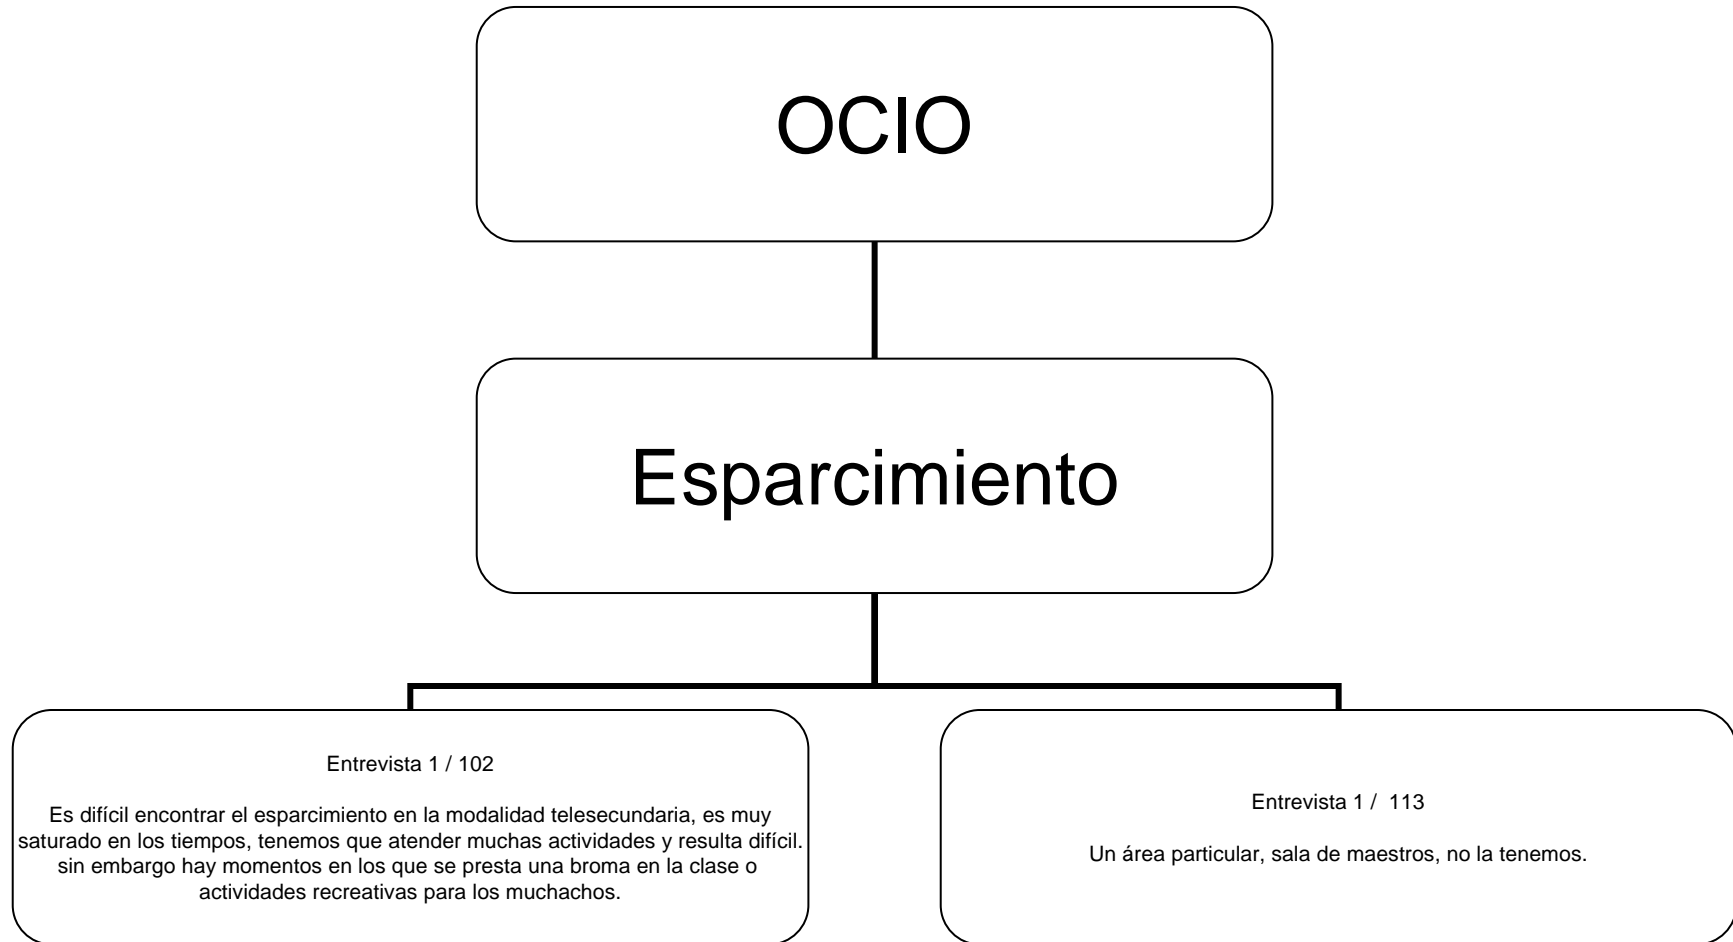 OCIO
Esparcimiento
Entrevista 1 / 102
Es difícil encontrar el esparcimiento en la modalidad telesecundaria, es muy
saturado en los tiempos, tenemos que atender muchas actividades y resulta difícil.
sin embargo hay momentos en los que se presta una broma en la clase o
actividades recreativas para los muchachos.
Entrevista 1 /  113
Un área particular, sala de maestros, no la tenemos.